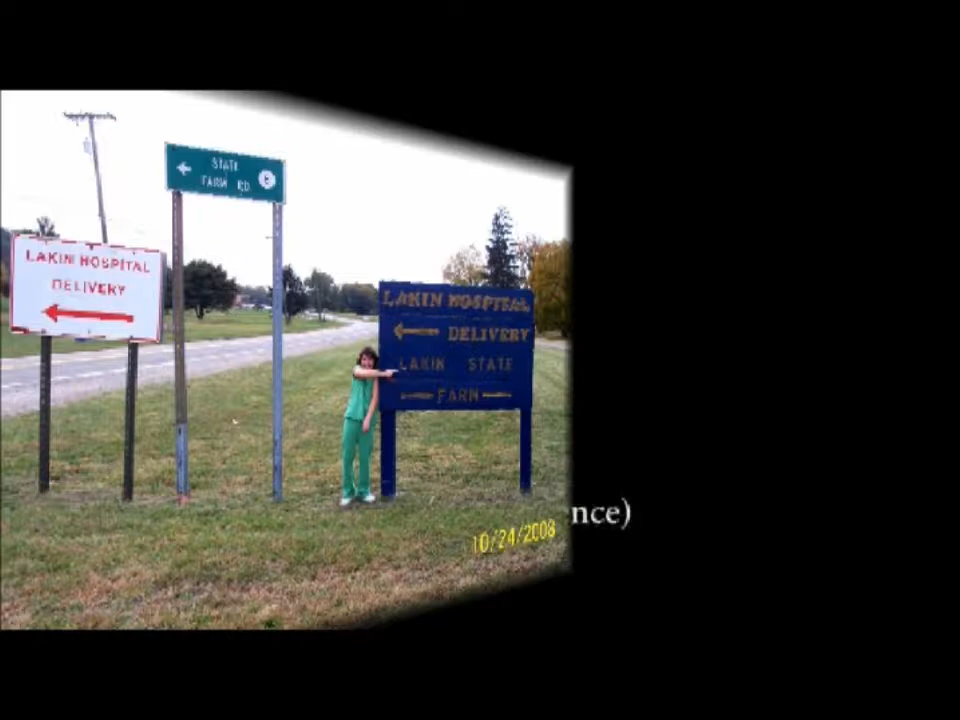 LAKIN HOSPITAL
DELIVERY
STATE
FARM RD
LAKIN HOSPITAL
DELIVERY
LAKIN STATE
FARM
10/24/2008
nce)